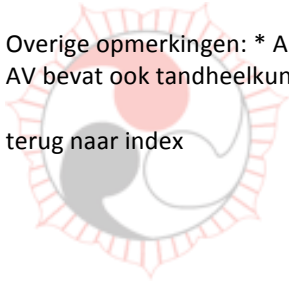 Overige opmerkingen: * A
AV bevat ook tandheelkun
terug naar index